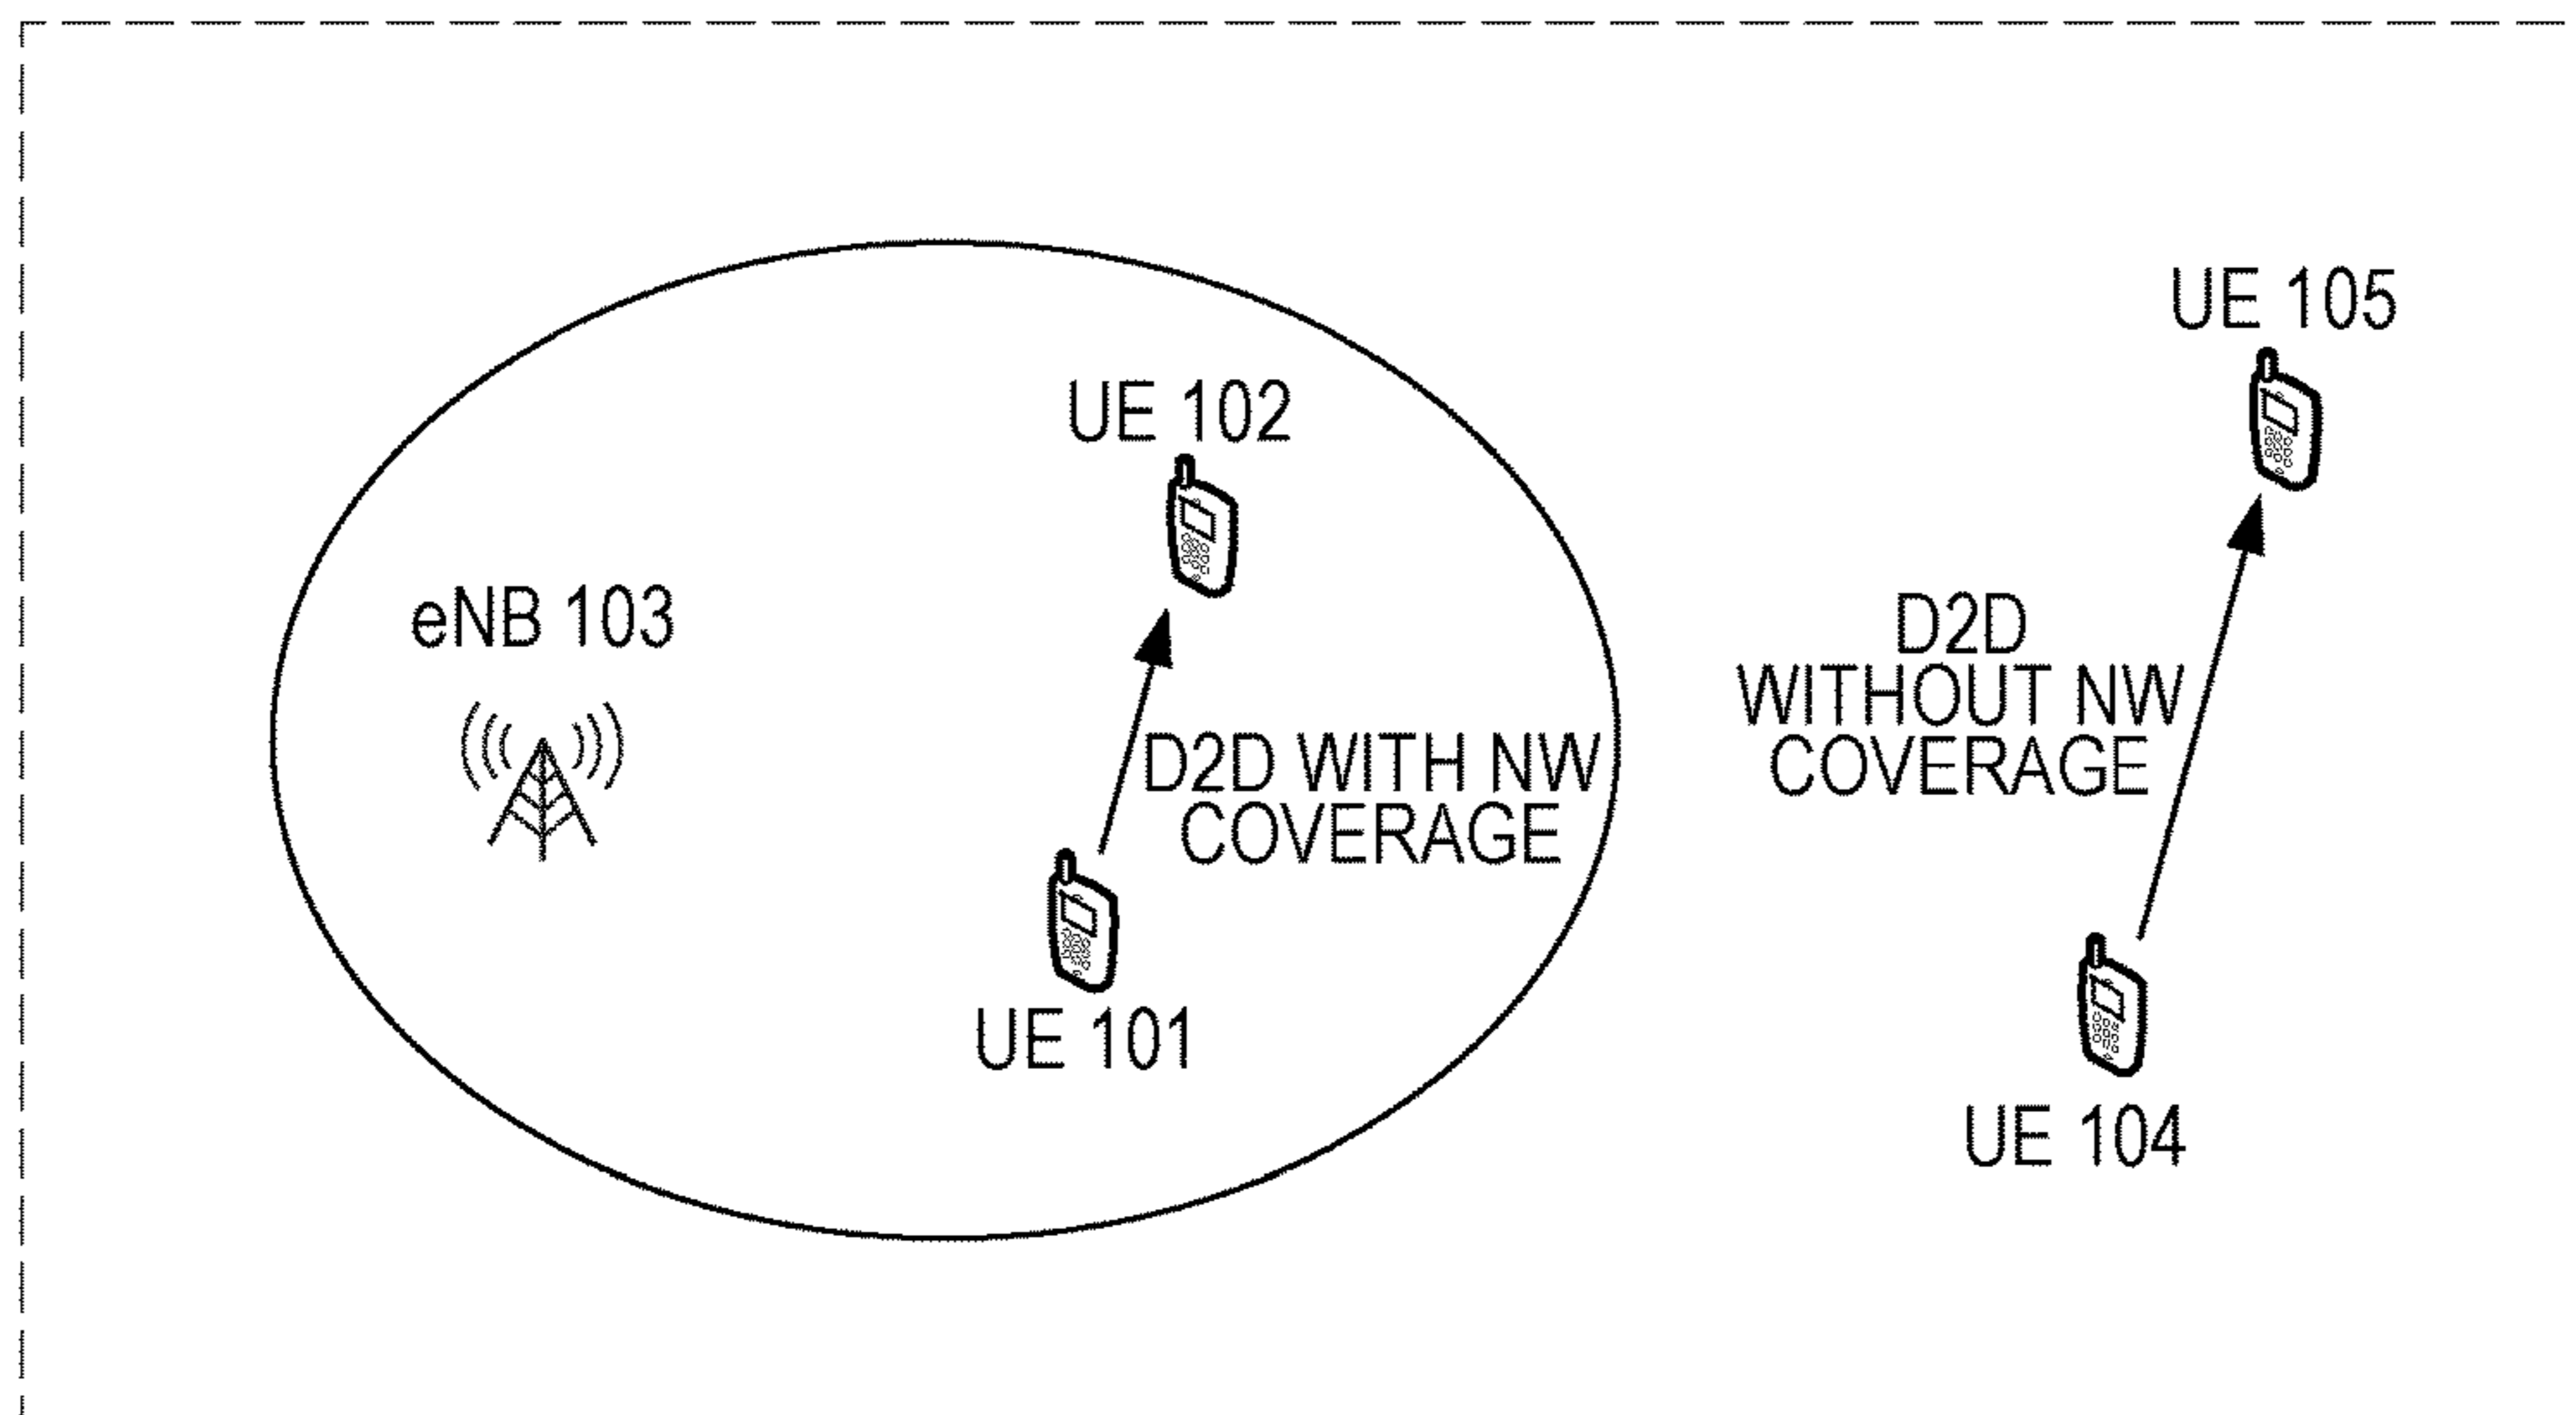 UE 105
UE 102
eNB 103
D2D
WITHOUT NW
COVERAGE
D2D WITH NW
COVERAGE
UE 101
UE 104